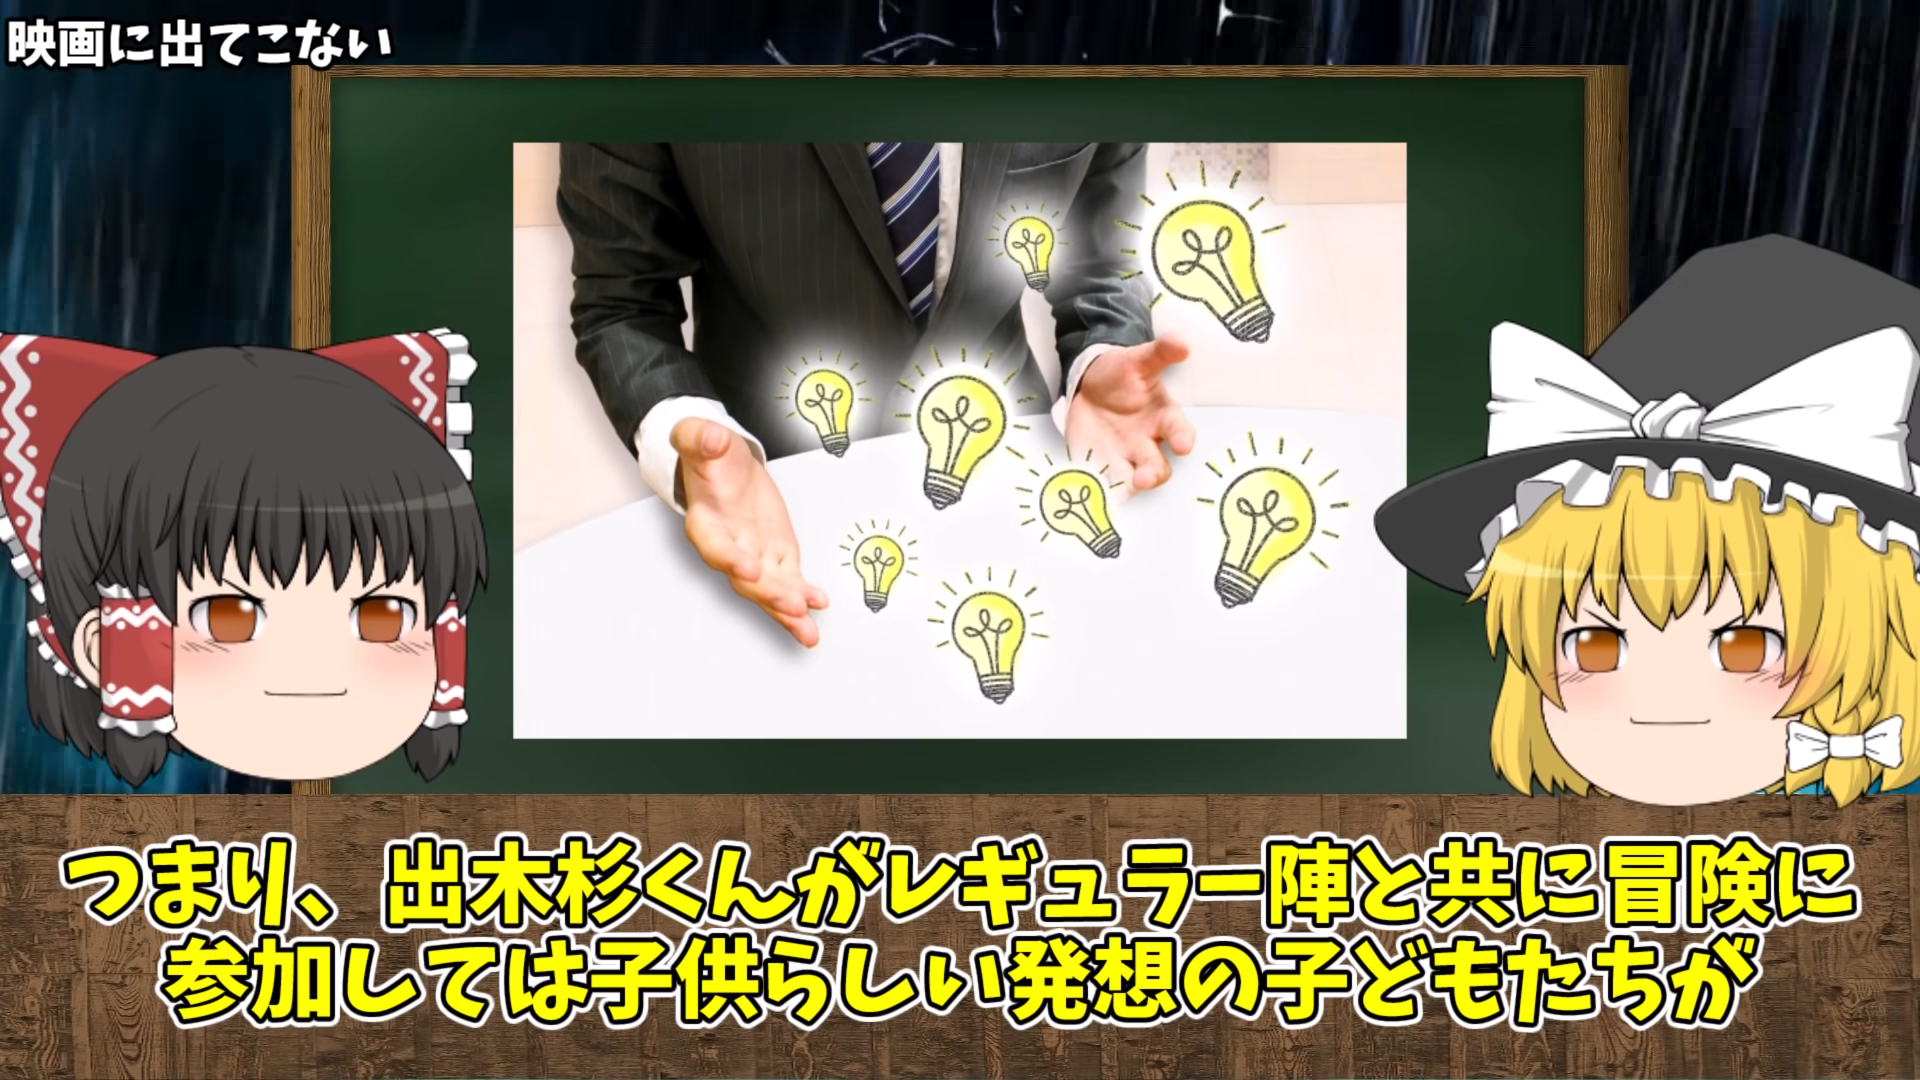 映画に出てこない
つまり、出木杉くんがレギュラー陣と共に冒険に
参加しては子供らしい発想の子どもたちが